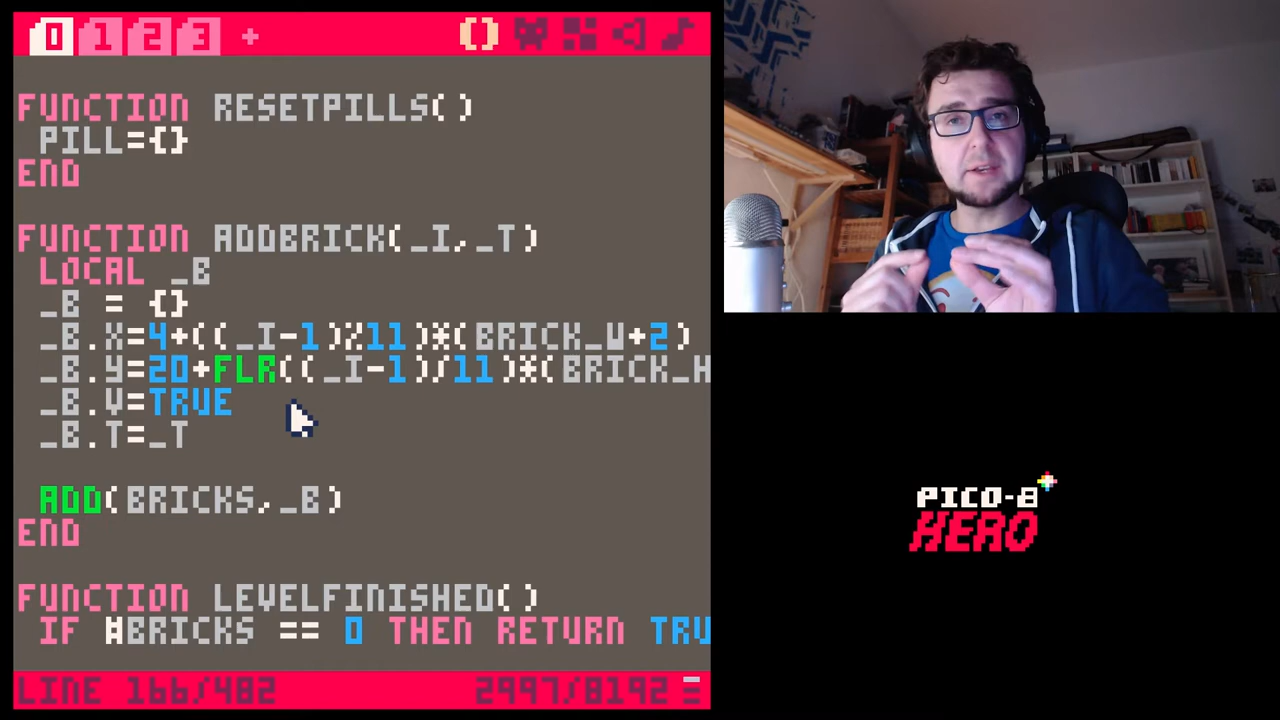 0 1 2 3 +
FUNCTION RESETPILLS()
PILL={}
END
FUNCTION ADDBRICK(_I,_T)
LOCAL _B
_B = {}
_B.X=4+((_I-1)%11)*(BRICK_W+2)
_B.Y=20+FLR((_I-1)/11)*(BRICK_H
_B.V=TRUE
_B.T=_T
ADD(BRICKS,_B)
END
FUNCTION LEVELFINISHED()
IF #BRICKS == 0 THEN RETURN TRU
LINE 166/482 2997/8192
PICO-8
HERO